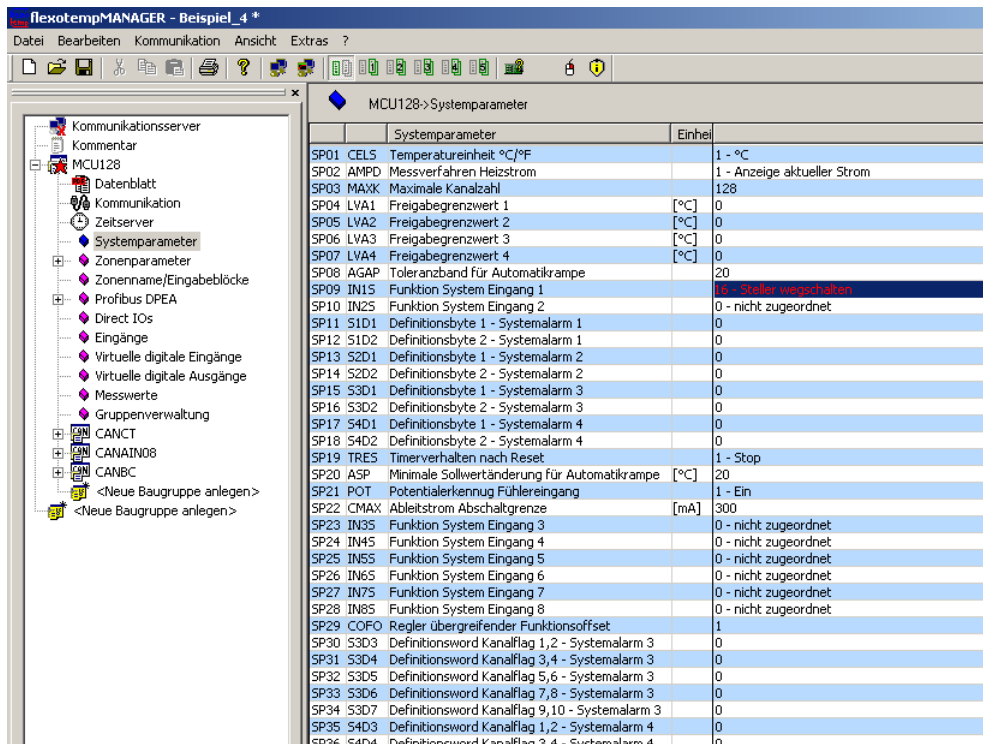 flexotempMANAGER - Beispiel_4 *
Datei Bearbeiten Kommunikation Ansicht Extras ?
Kommunikationsserver
Kommentar
MCU128
Datenblatt
Kommunikation
Zeitserver
Systemparameter
Zonenparameter
Zonenname/Eingabeblöcke
Profibus DPEA
Direct IOs
Eingänge
Virtuelle digitale Eingänge
Virtuelle digitale Ausgänge
Messwerte
Gruppenverwaltung
CANCT
CANAIN08
CANBC
<Neue Baugruppe anlegen>
<Neue Baugruppe anlegen>
MCU128->Systemparameter
Systemparameter Einhei
SP01 CELS Temperatureinheit °C/°F 1 - °C
SP02 AMPD Messverfahren Heizstrom 1 - Anzeige aktueller Strom
SP03 MAXK Maximale Kanalzahl 128
SP04 LVA1 Freigabegrenzwert 1 [°C] 0
SP05 LVA2 Freigabegrenzwert 2 [°C] 0
SP06 LVA3 Freigabegrenzwert 3 [°C] 0
SP07 LVA4 Freigabegrenzwert 4 [°C] 0
SP08 AGAP Toleranzband für Automatikrampe 20
SP09 IN1S Funktion System Eingang 1 16 - Steller wegschalten
SP10 IN2S Funktion System Eingang 2 0 - nicht zugeordnet
SP11 S1D1 Definitionsbyte 1 - Systemalarm 1 0
SP12 S1D2 Definitionsbyte 2 - Systemalarm 1 0
SP13 S2D1 Definitionsbyte 1 - Systemalarm 2 0
SP14 S2D2 Definitionsbyte 2 - Systemalarm 2 0
SP15 S3D1 Definitionsbyte 1 - Systemalarm 3 0
SP16 S3D2 Definitionsbyte 2 - Systemalarm 3 0
SP17 S4D1 Definitionsbyte 1 - Systemalarm 4 0
SP18 S4D2 Definitionsbyte 2 - Systemalarm 4 0
SP19 TRES Timerverhalten nach Reset 1 - Stop
SP20 ASP Minimale Sollwertänderung für Automatikrampe [°C] 20
SP21 POT Potentialerkennug Fühlereingang 1 - Ein
SP22 CMAX Ableitstrom Abschaltgrenze [mA] 300
SP23 IN3S Funktion System Eingang 3 0 - nicht zugeordnet
SP24 IN4S Funktion System Eingang 4 0 - nicht zugeordnet
SP25 IN5S Funktion System Eingang 5 0 - nicht zugeordnet
SP26 IN6S Funktion System Eingang 6 0 - nicht zugeordnet
SP27 IN7S Funktion System Eingang 7 0 - nicht zugeordnet
SP28 IN8S Funktion System Eingang 8 0 - nicht zugeordnet
SP29 COFO Regler übergreifender Funktionsoffset 1
SP30 S3D3 Definitionsword Kanalflag 1,2 - Systemalarm 3 0
SP31 S3D4 Definitionsword Kanalflag 3,4 - Systemalarm 3 0
SP32 S3D5 Definitionsword Kanalflag 5,6 - Systemalarm 3 0
SP33 S3D6 Definitionsword Kanalflag 7,8 - Systemalarm 3 0
SP34 S3D7 Definitionsword Kanalflag 9,10 - Systemalarm 3 0
SP35 S4D3 Definitionsword Kanalflag 1,2 - Systemalarm 4 0
SP36 S4D4 Definitionsword Kanalflag 3,4 - Systemalarm 4 0